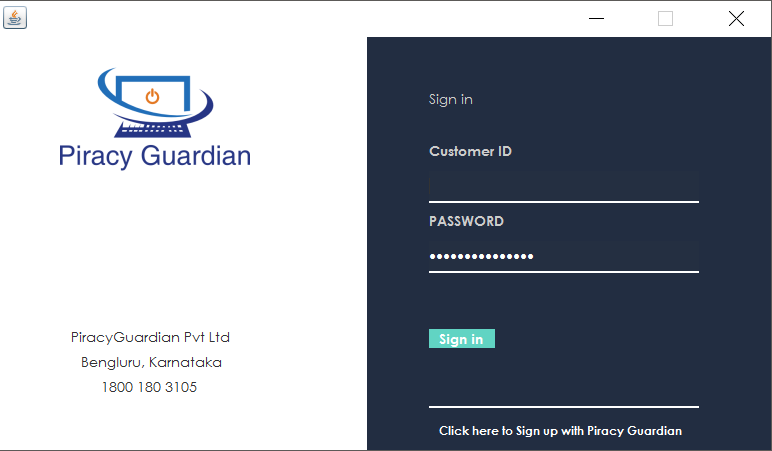 Piracy Guardian
PiracyGuardian Pvt Ltd
Bengluru, Karnataka
1800 180 3105
Sign in
Customer ID
PASSWORD
•••••••••••••••
Sign in
Click here to Sign up with Piracy Guardian